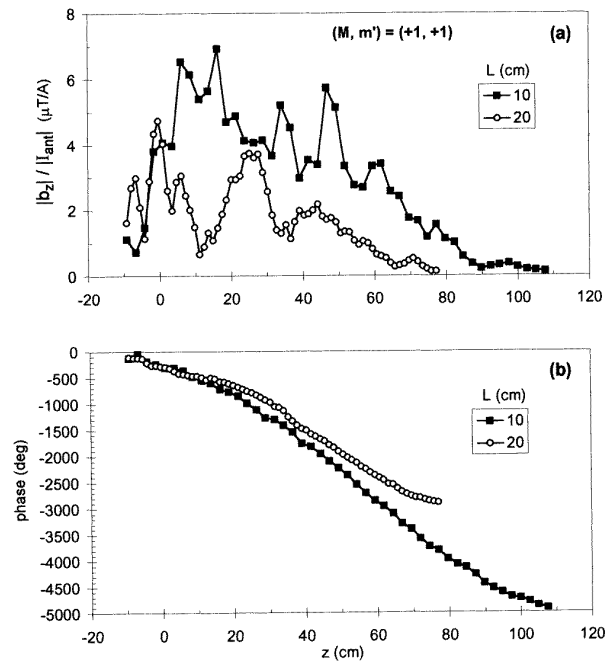 (M, m') = (+1, +1)
(a)
|b_z| / |I_ant| (μT/A)
8
6
4
2
0
L (cm)
10
20
-20 0 20 40 60 80 100 120
(b)
phase (deg)
0
-500
-1000
-1500
-2000
-2500
-3000
-3500
-4000
-4500
-5000
L (cm)
10
20
-20 0 20 40 60 80 100 120
z (cm)